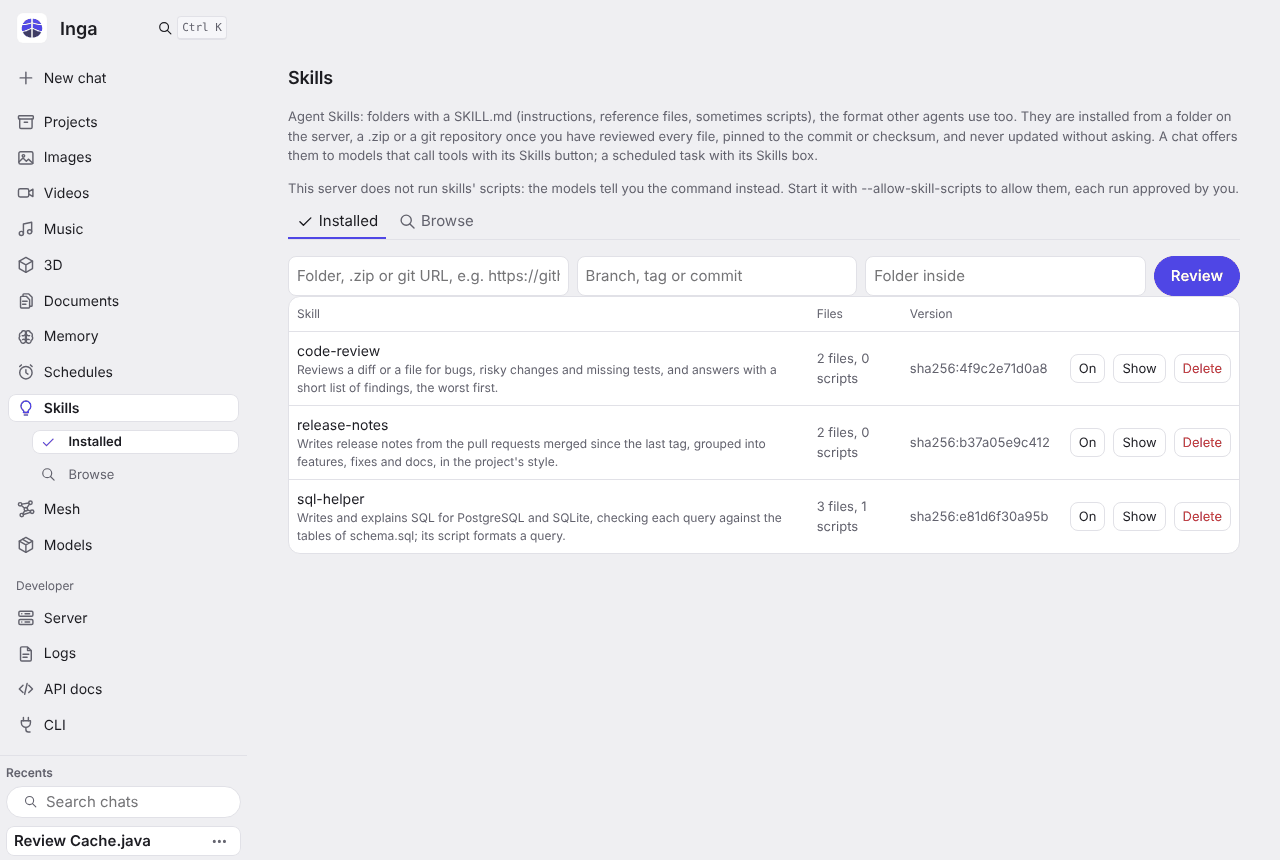 Inga
Ctrl K
New chat
Projects
Images
Videos
Music
3D
Documents
Memory
Schedules
Skills
Installed
Browse
Mesh
Models
Developer
Server
Logs
API docs
CLI
Recents
Search chats
Review Cache.java
Skills
Agent Skills: folders with a SKILL.md (instructions, reference files, sometimes scripts), the format other agents use too. They are installed from a folder on
the server, a .zip or a git repository once you have reviewed every file, pinned to the commit or checksum, and never updated without asking. A chat offers
them to models that call tools with its Skills button; a scheduled task with its Skills box.
This server does not run skills' scripts: the models tell you the command instead. Start it with --allow-skill-scripts to allow them, each run approved by you.
Installed
Browse
Folder, .zip or git URL, e.g. https://gitl
Branch, tag or commit
Folder inside
Review
Skill
Files
Version
code-review
Reviews a diff or a file for bugs, risky changes and missing tests, and answers with a
short list of findings, the worst first.
2 files, 0
scripts
sha256:4f9c2e71d0a8
On
Show
Delete
release-notes
Writes release notes from the pull requests merged since the last tag, grouped into
features, fixes and docs, in the project's style.
2 files, 0
scripts
sha256:b37a05e9c412
On
Show
Delete
sql-helper
Writes and explains SQL for PostgreSQL and SQLite, checking each query against the
tables of schema.sql; its script formats a query.
3 files, 1
scripts
sha256:e81d6f30a95b
On
Show
Delete